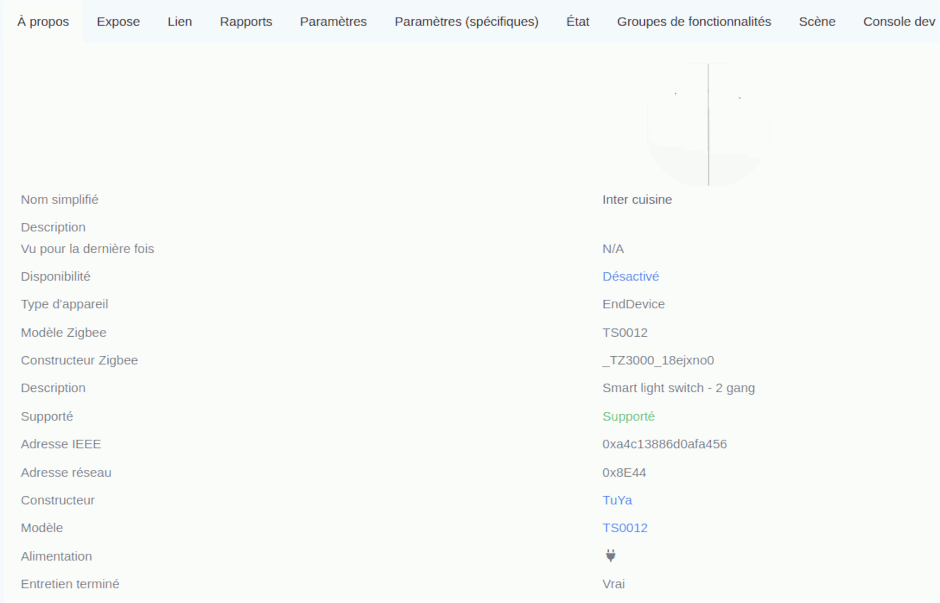 À propos Expose Lien Rapports Paramètres Paramètres (spécifiques) État Groupes de fonctionnalités Scène Console dev
Nom simplifié Inter cuisine
Description
Vu pour la dernière fois N/A
Disponibilité Désactivé
Type d'appareil EndDevice
Modèle Zigbee TS0012
Constructeur Zigbee _TZ3000_18ejxno0
Description Smart light switch - 2 gang
Supporté Supporté
Adresse IEEE 0xa4c13886d0afa456
Adresse réseau 0x8E44
Constructeur TuYa
Modèle TS0012
Alimentation
Entretien terminé Vrai